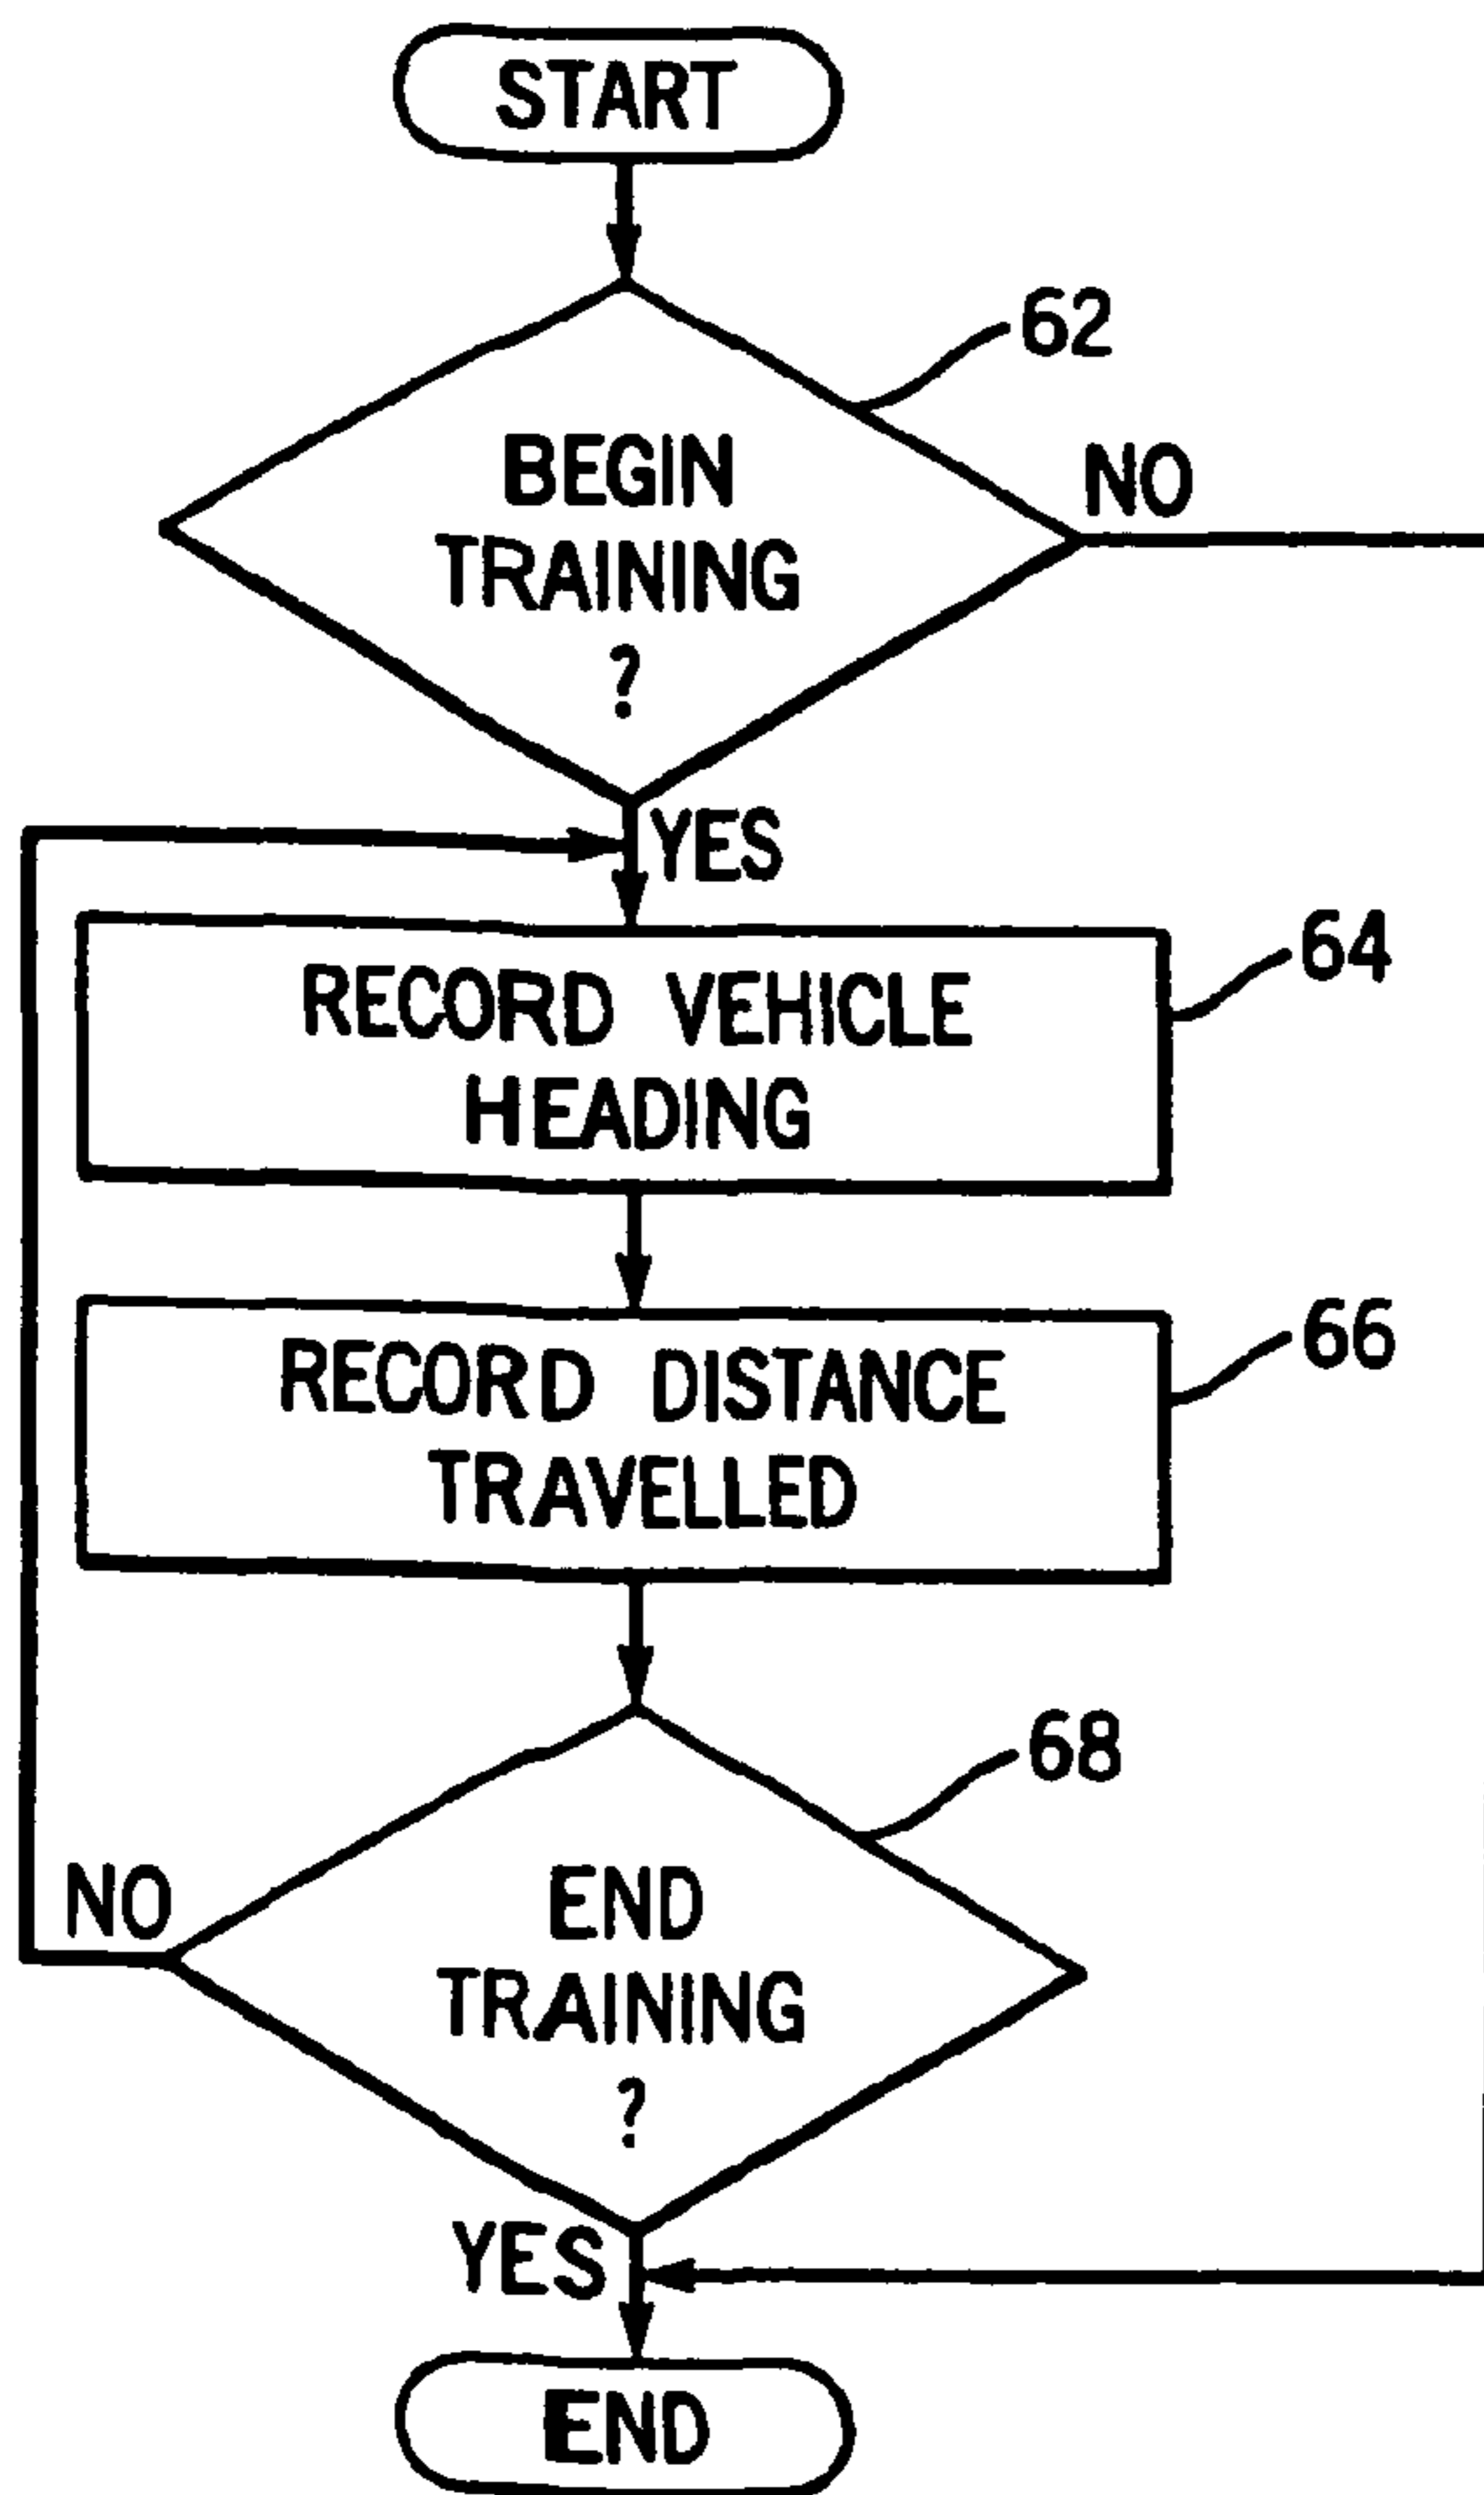 START
62
BEGIN
TRAINING
?
NO
YES
RECORD VEHICLE
HEADING
64
RECORD DISTANCE
TRAVELLED
66
68
END
TRAINING
?
NO
YES
END